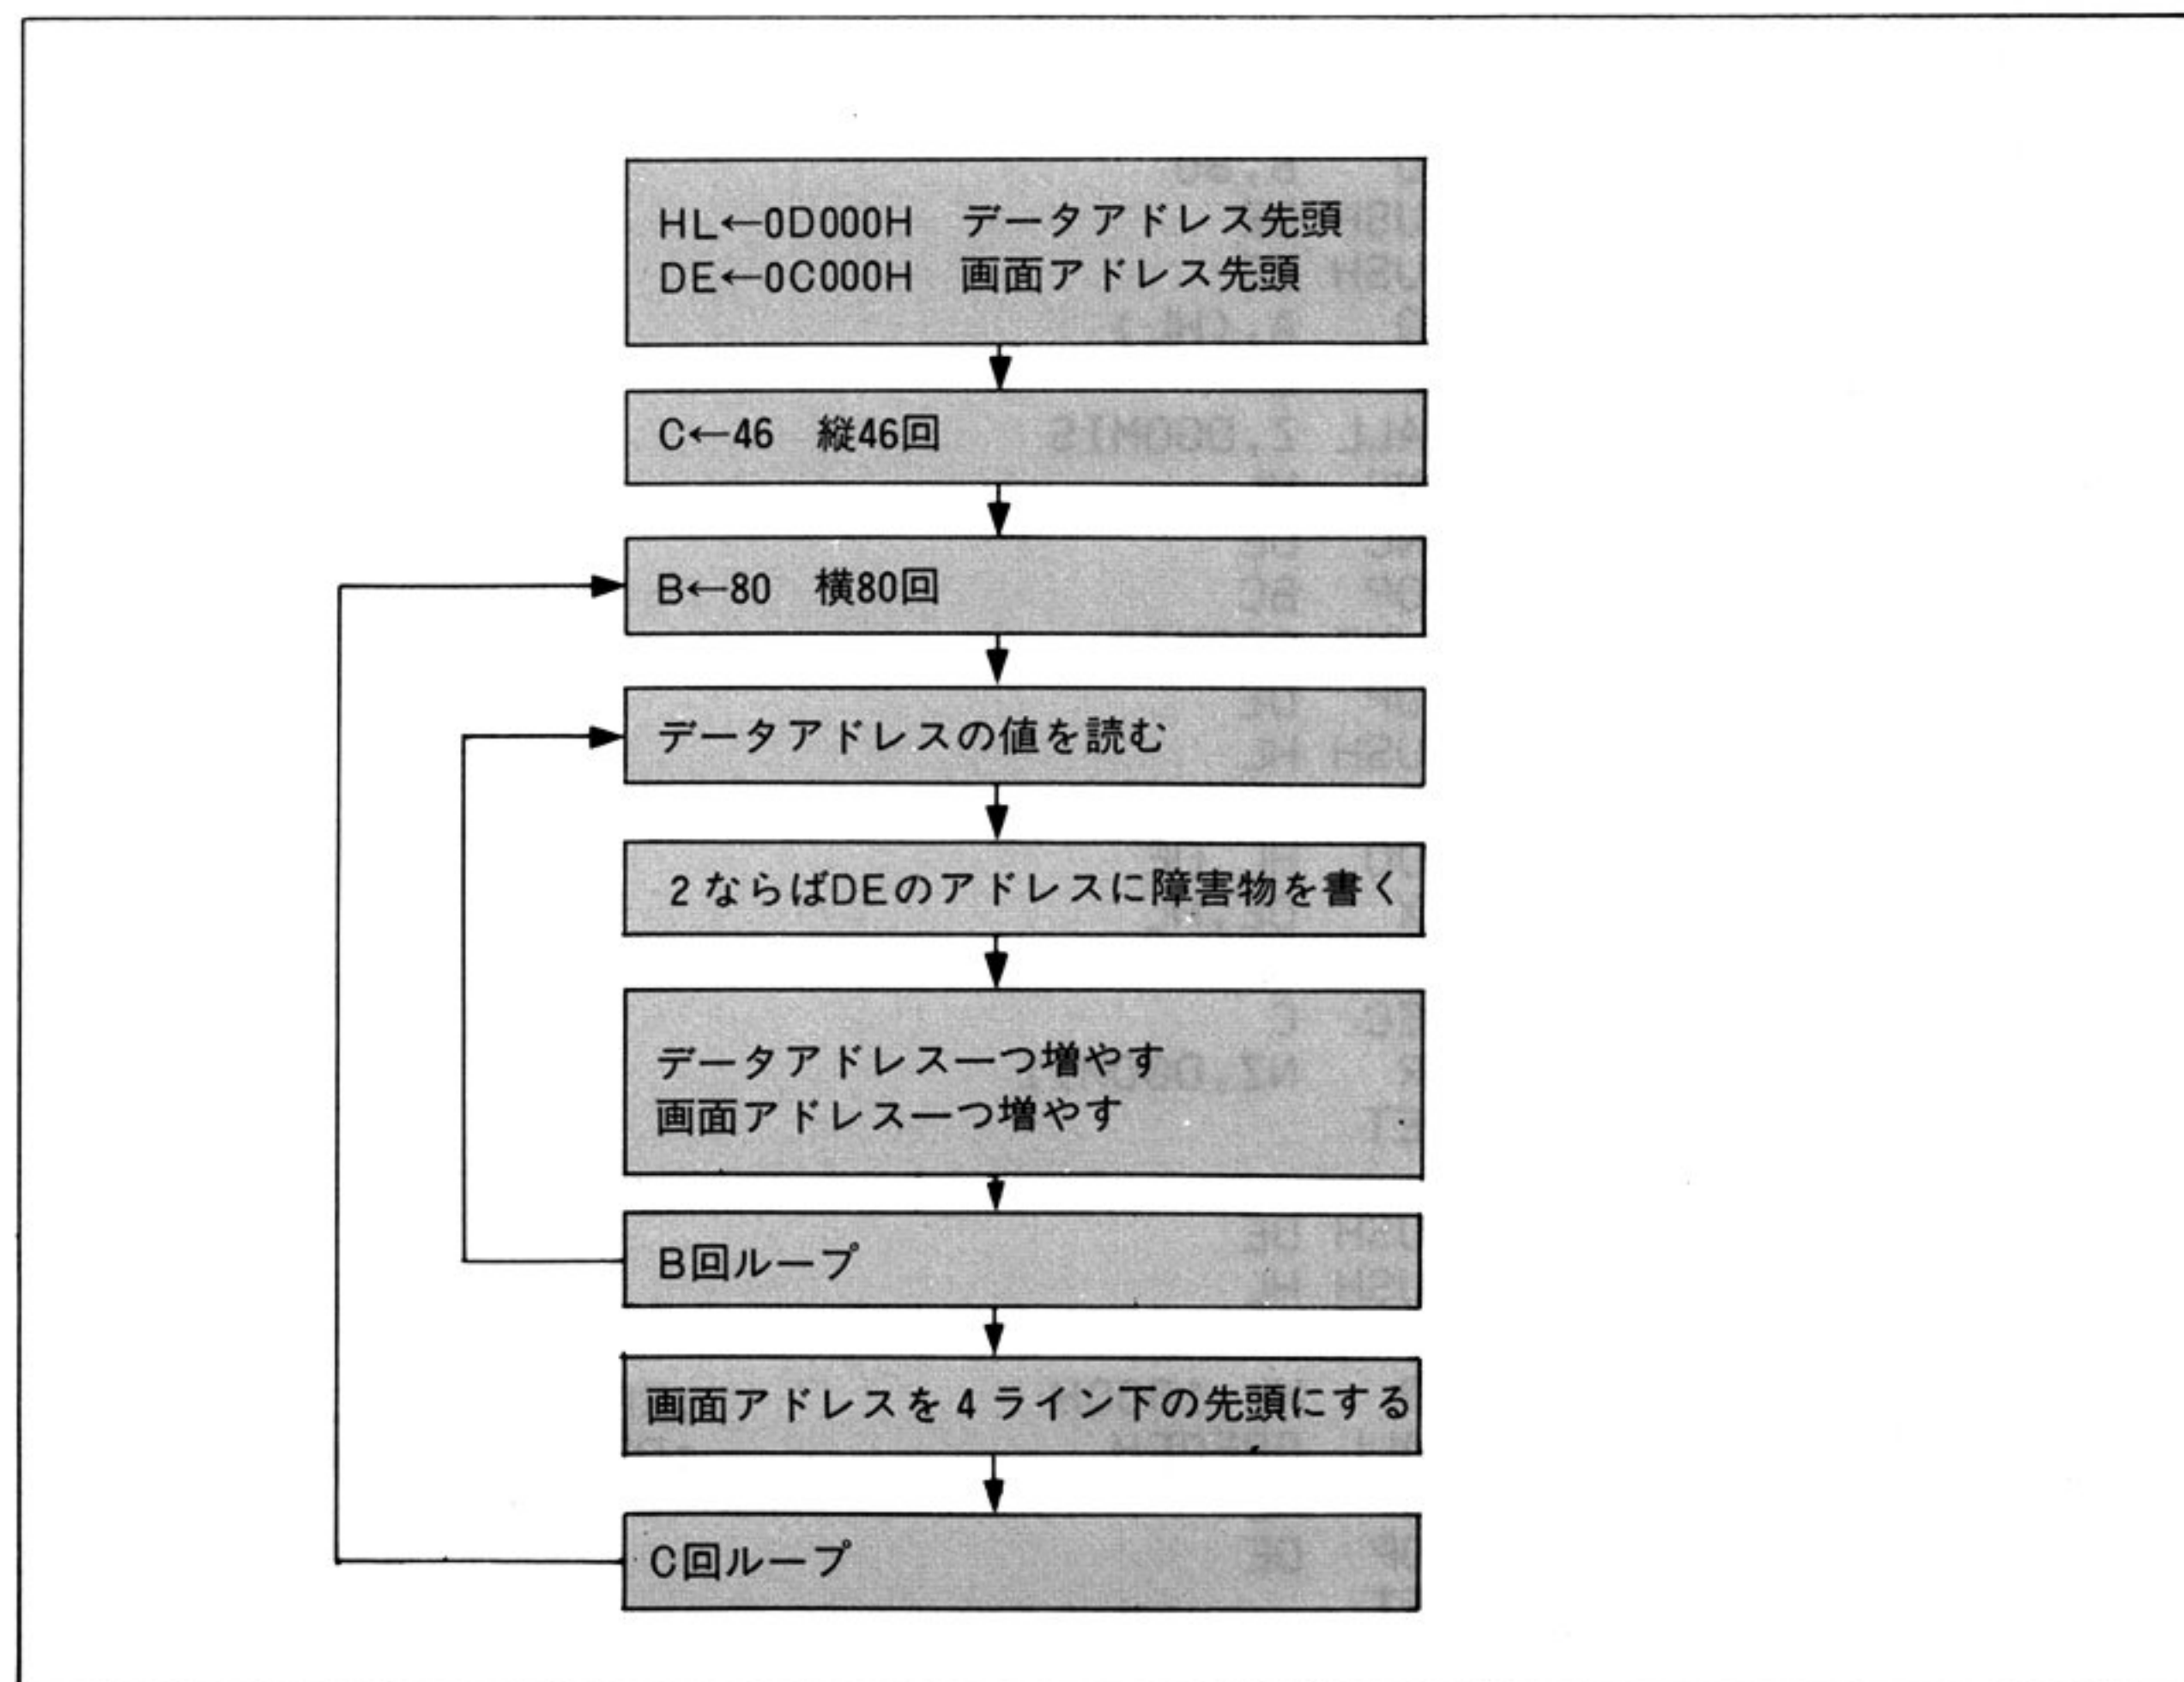 HL←0D000H　データアドレス先頭
DE←0C000H　画面アドレス先頭
C←46　縦46回
B←80　横80回
データアドレスの値を読む
2ならばDEのアドレスに障害物を書く
データアドレス一つ増やす
画面アドレス一つ増やす
B回ループ
画面アドレスを4ライン下の先頭にする
C回ループ